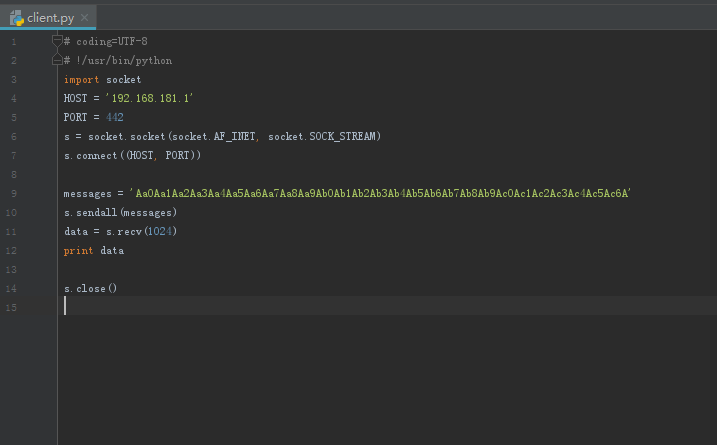 client.py
1 # coding=UTF-8
2 # !/usr/bin/python
3 import socket
4 HOST = '192.168.181.1'
5 PORT = 442
6 s = socket.socket(socket.AF_INET, socket.SOCK_STREAM)
7 s.connect((HOST, PORT))
8
9 messages = 'Aa0Aa1Aa2Aa3Aa4Aa5Aa6Aa7Aa8Aa9Ab0Ab1Ab2Ab3Ab4Ab5Ab6Ab7Ab8Ab9Ac0Ac1Ac2Ac3Ac4Ac5Ac6A'
10 s.sendall(messages)
11 data = s.recv(1024)
12 print data
13
14 s.close()
15